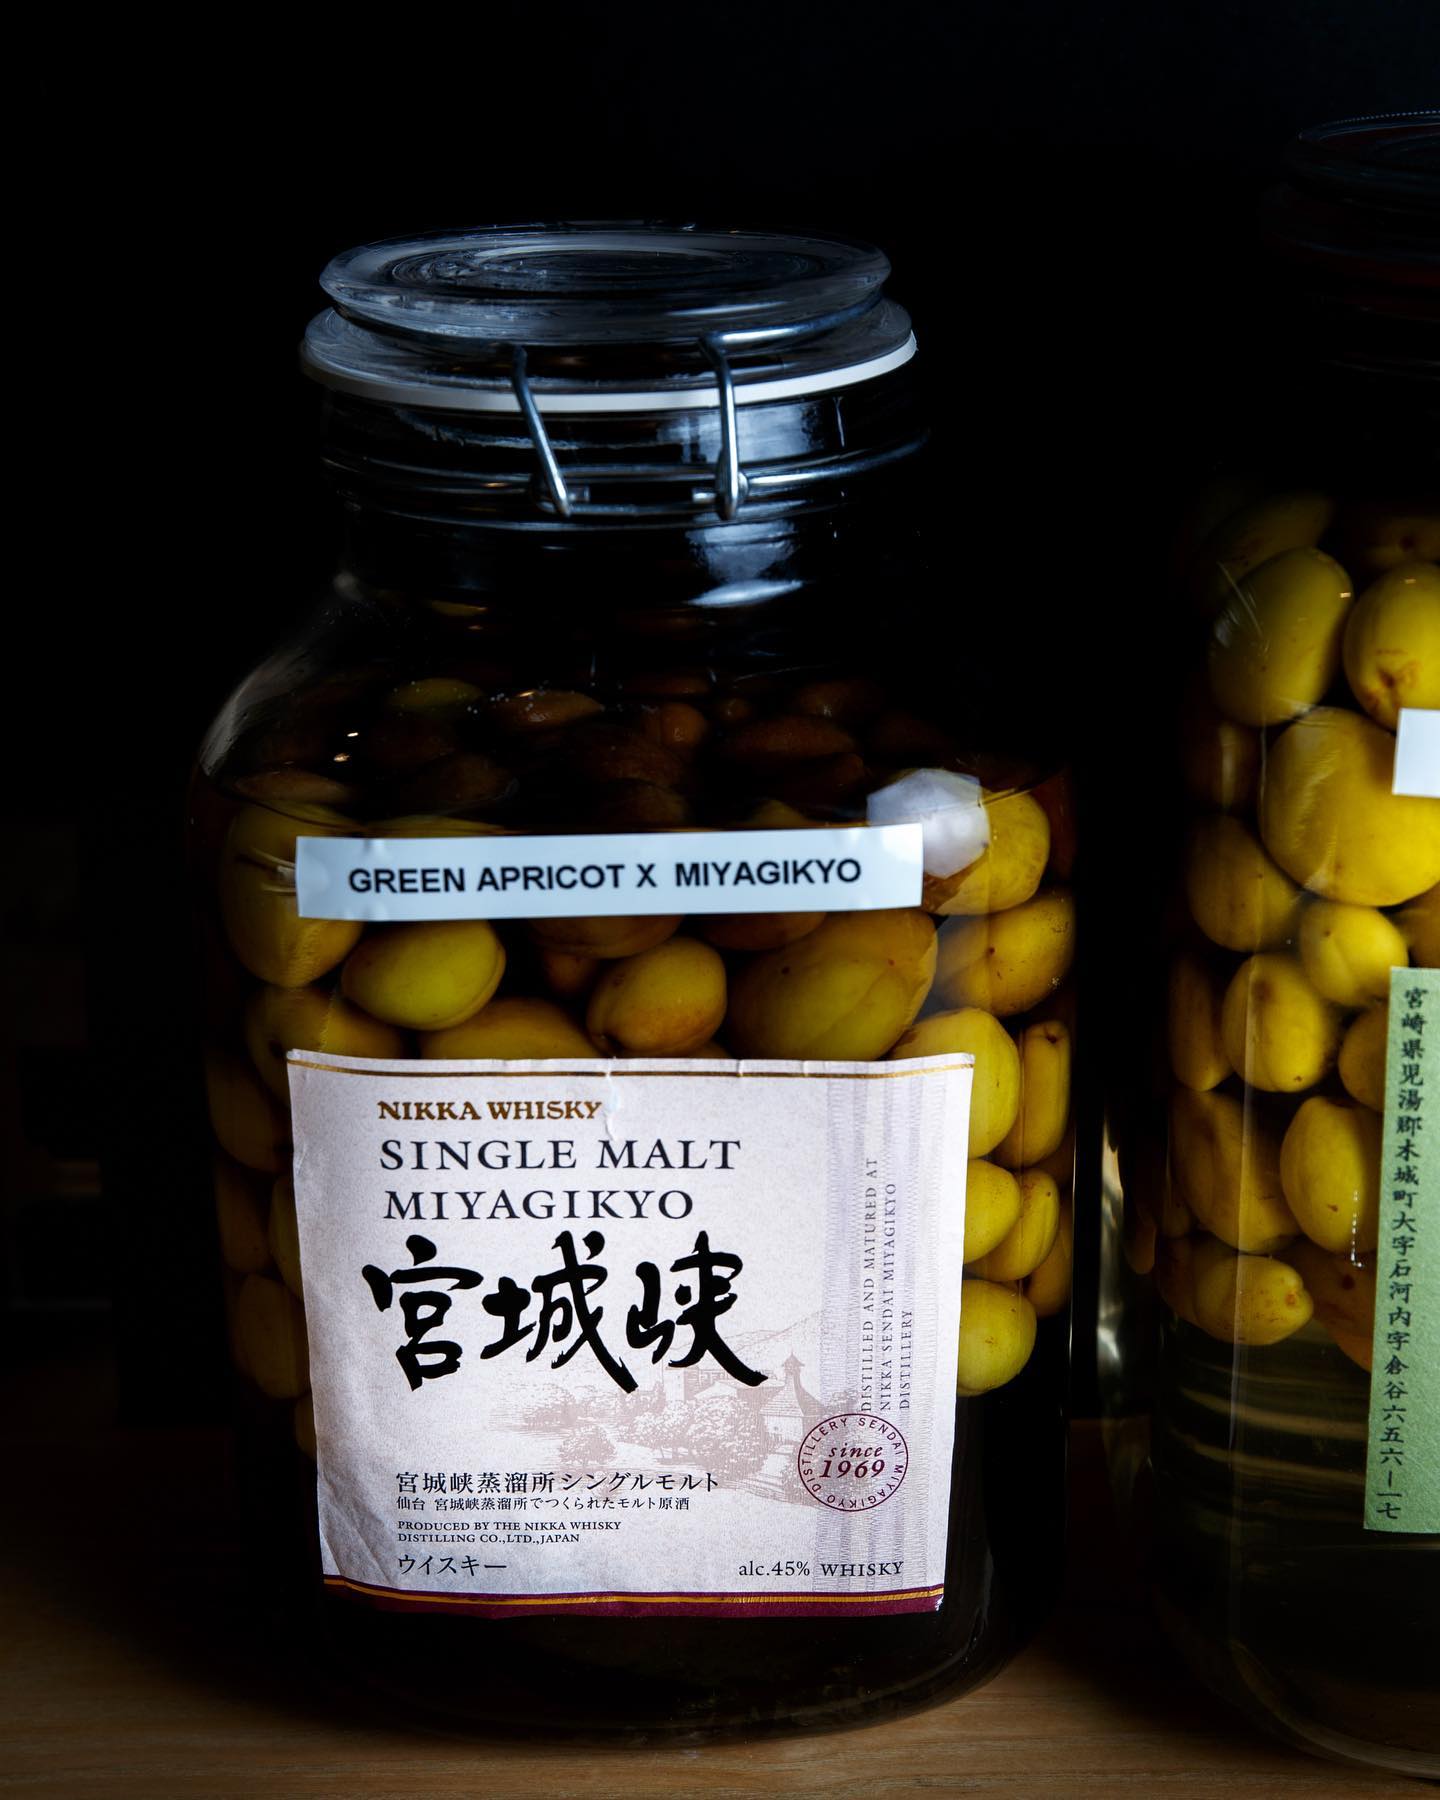 GREEN APRICOT X MIYAGIKYO
NIKKA WHISKY
SINGLE MALT
MIYAGIKYO
宮城峡
DISTILLED AND MATURED AT
NIKKA SENDAI MIYAGIKYO
DISTILLERY
DISTILLERY SENDAI MIYAGIKYO
since
1969
宮城峡蒸溜所シングルモルト
仙台 宮城峡蒸溜所でつくられたモルト原酒
PRODUCED BY THE NIKKA WHISKY
DISTILLING CO.,LTD.,JAPAN
ウイスキー
alc.45% WHISKY
宮崎県児湯郡木城町大字石河内字倉谷六五六ー一七